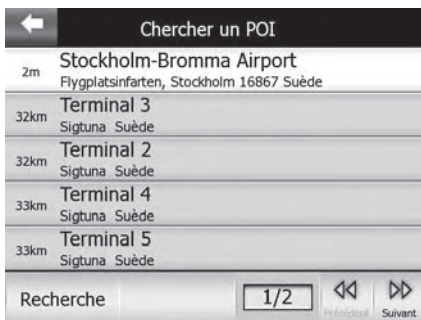 Chercher un POI
2m
Stockholm-Bromma Airport
Flygplatsinfarten, Stockholm 16867 Suède
32km
Terminal 3
Sigtuna Suède
32km
Terminal 2
Sigtuna Suède
33km
Terminal 4
Sigtuna Suède
33km
Terminal 5
Sigtuna Suède
Recherche
1/2
Précédent
Suivant